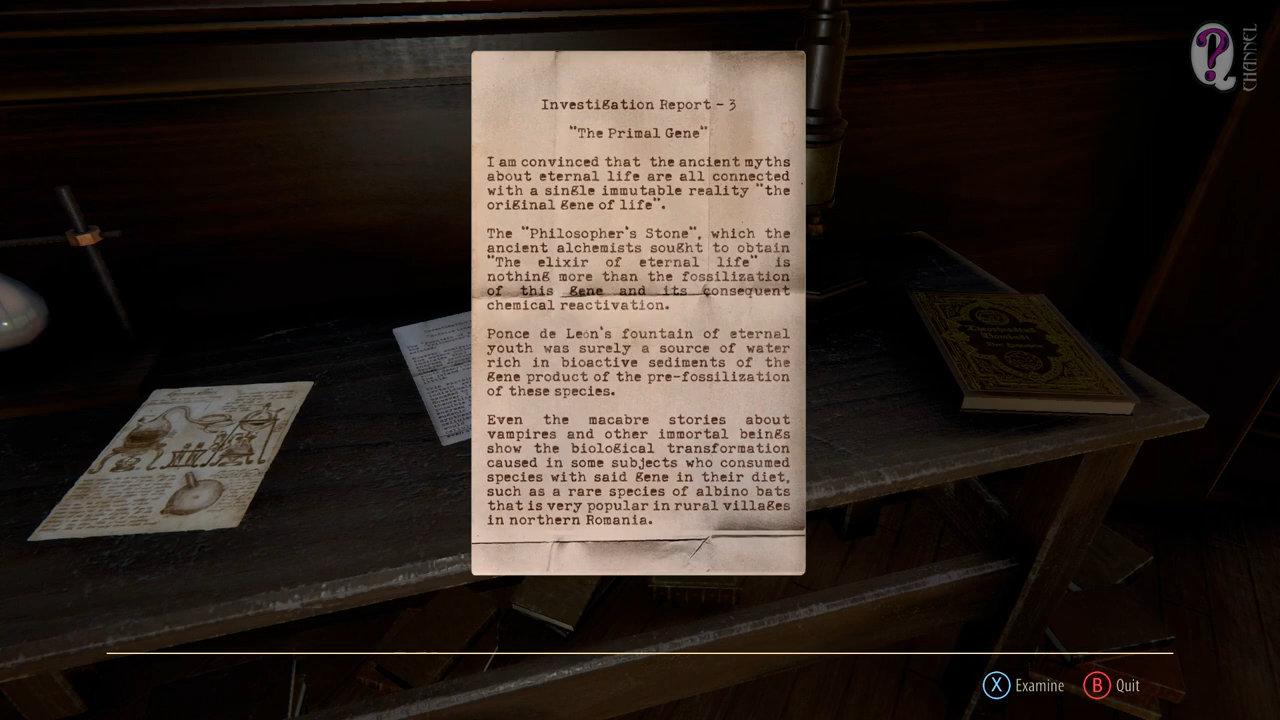 CHANNEL
Investigation Report - 3
"The Primal Gene"
I am convinced that the ancient myths
about eternal life are all connected
with a single immutable reality "the
original gene of life".
The "Philosopher's Stone", which the
ancient alchemists sought to obtain
"The elixir of eternal life" is
nothing more than the fossilization
of this gene and its consequent
chemical reactivation.
Ponce de León's fountain of eternal
youth was surely a source of water
rich in bioactive sediments of the
gene product of the pre-fossilization
of these species.
Even the macabre stories about
vampires and other immortal beings
show the biological transformation
caused in some subjects who consumed
species with said gene in their diet,
such as a rare species of albino bats
that is very popular in rural villages
in northern Romania.
X Examine B Quit